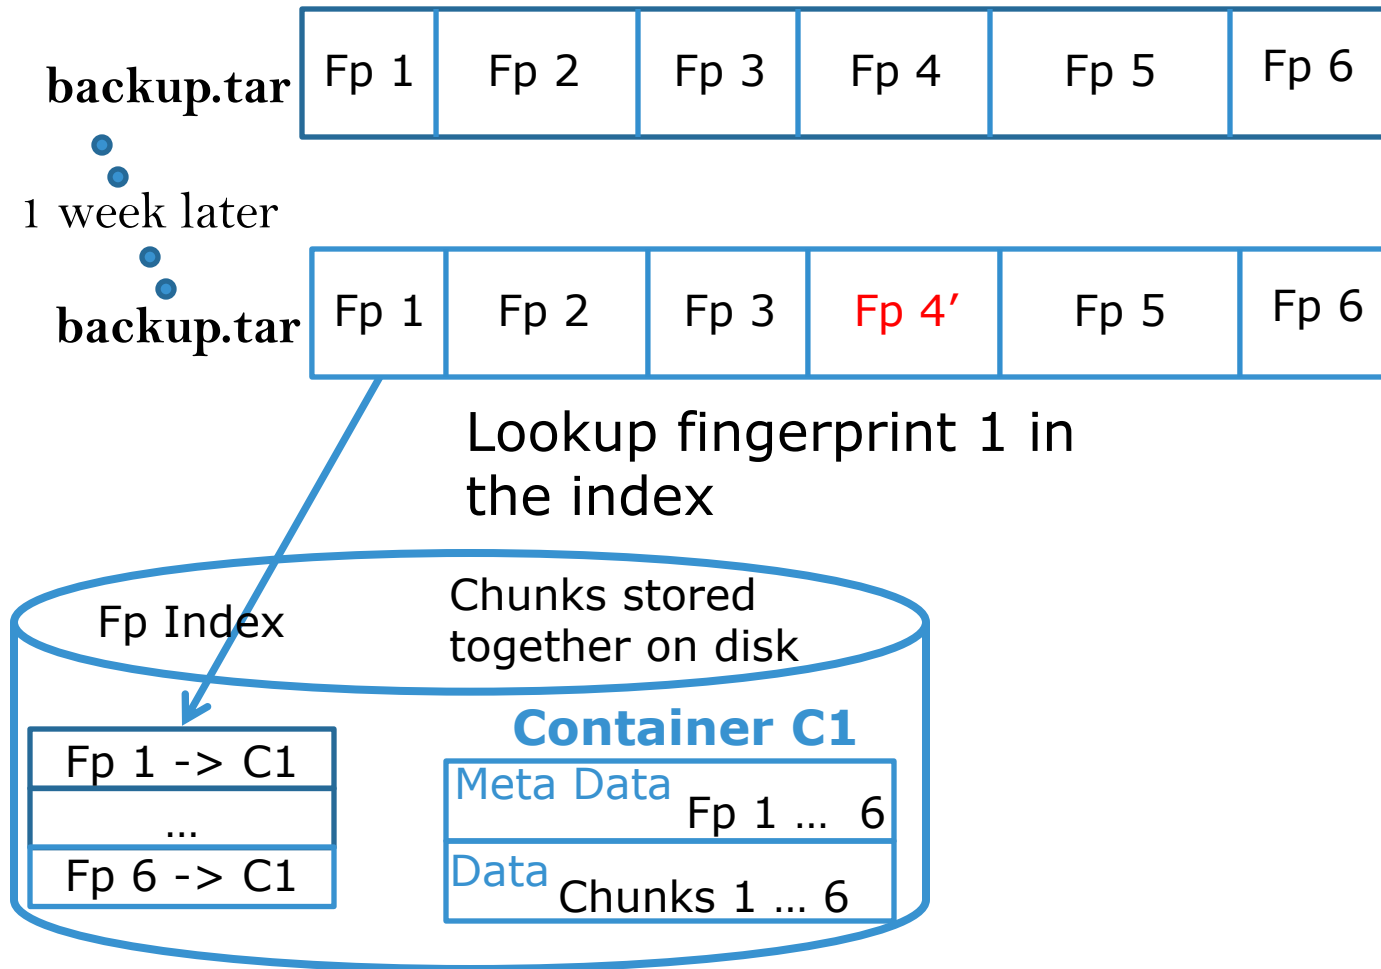 backup.tar
Fp 1 Fp 2 Fp 3 Fp 4 Fp 5 Fp 6
1 week later
backup.tar
Fp 1 Fp 2 Fp 3 Fp 4’ Fp 5 Fp 6
Lookup fingerprint 1 in
the index
Fp Index
Chunks stored
together on disk
Fp 1 -> C1
…
Fp 6 -> C1
Container C1
Meta Data
Fp 1 … 6
Data
Chunks 1 … 6